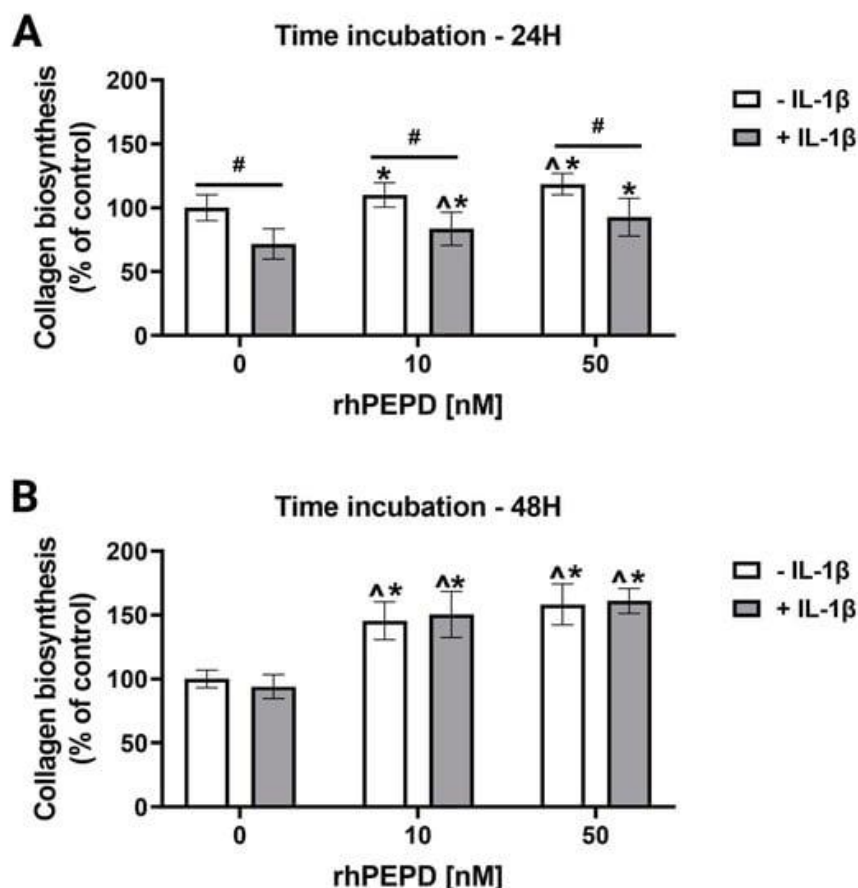 A
Time incubation - 24H
Collagen biosynthesis
(% of control)
200
150
100
50
0
#
#
#
*
^*
^*
*
0
10
50
rhPEPD [nM]
- IL-1β
+ IL-1β
B
Time incubation - 48H
Collagen biosynthesis
(% of control)
200
150
100
50
0
^*
^*
^*
^*
0
10
50
rhPEPD [nM]
- IL-1β
+ IL-1β